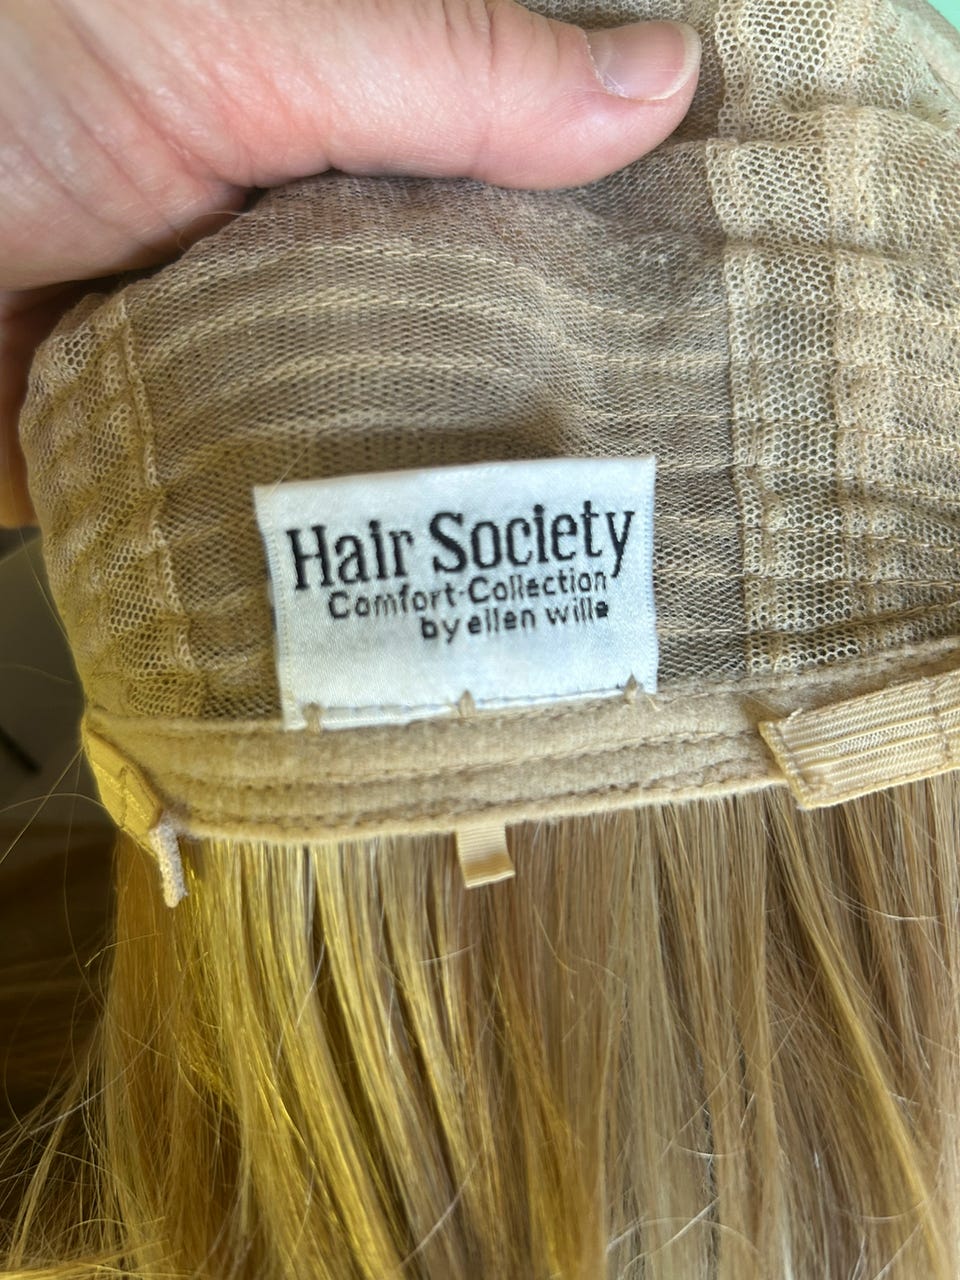 Hair Society
Comfort-Collection
by ellen wille